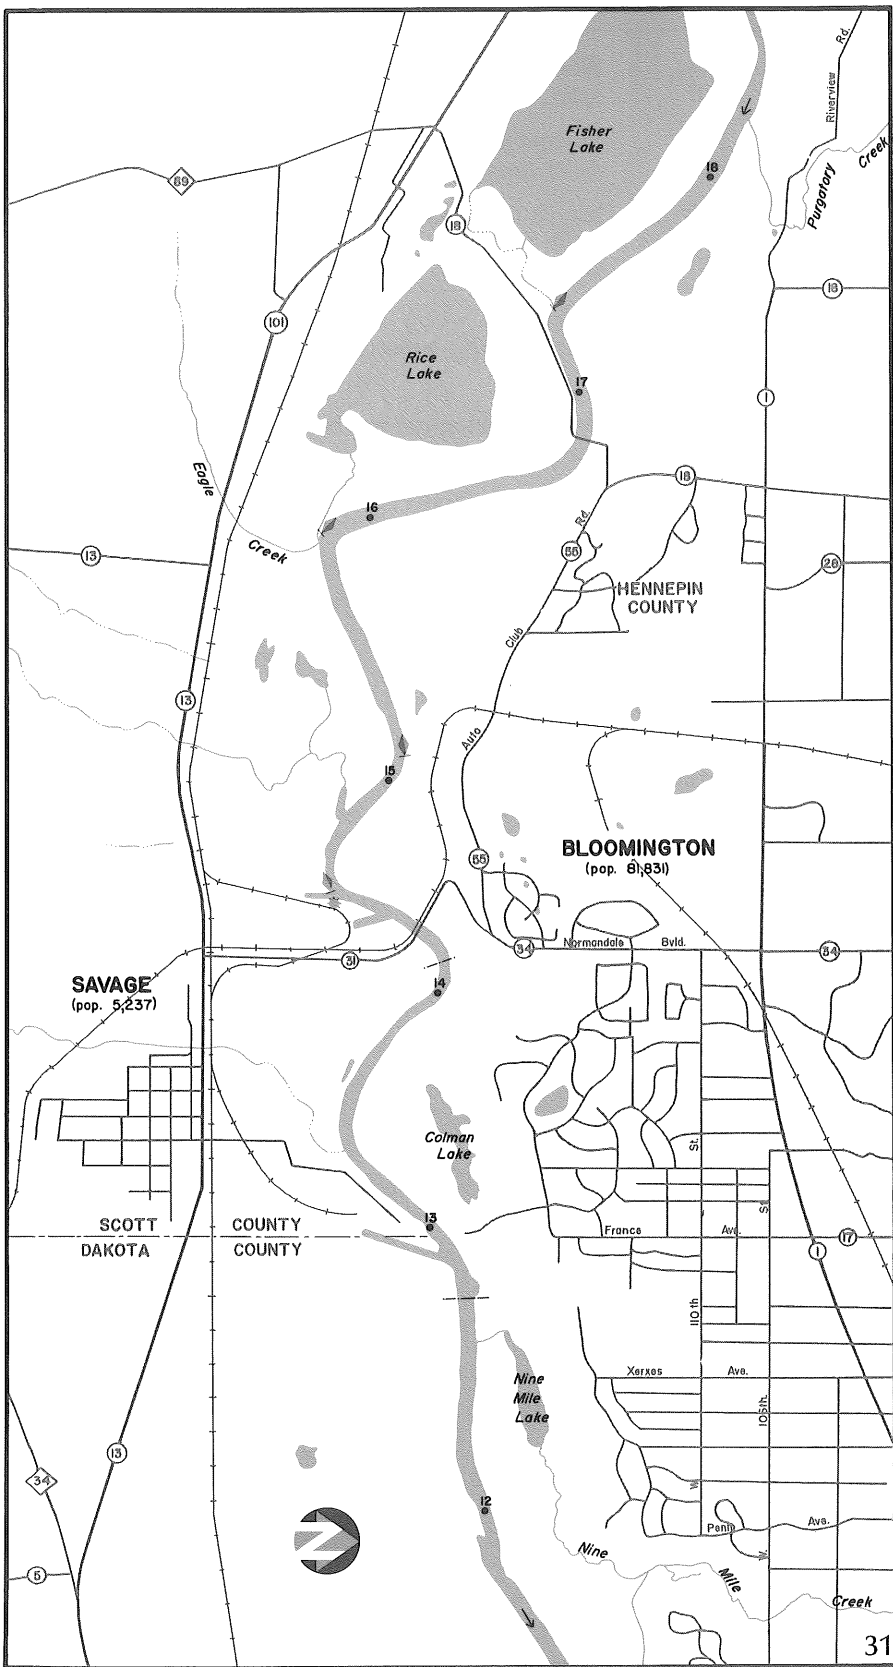 Riverview
Rd.
Fisher
Lake
18
Purgatory
Creek
69
18
18
101
Rice
Lake
17
1
Eagle
18
16
Rd.
Creek
13
55
28
HENNEPIN
COUNTY
Club
13
Auto
15
55
BLOOMINGTON
(pop. 81,831)
34
Normandale
Bvld.
34
31
SAVAGE
(pop. 5,237)
14
Colman
Lake
St.
St.
13
SCOTT
COUNTY
DAKOTA
COUNTY
France
Ave.
17
1
110th
Nine
Mile
Lake
Xerxes
Ave.
106th
13
34
12
W.
Penn
Ave.
W.
N
5
Nine
Mile
Creek
31